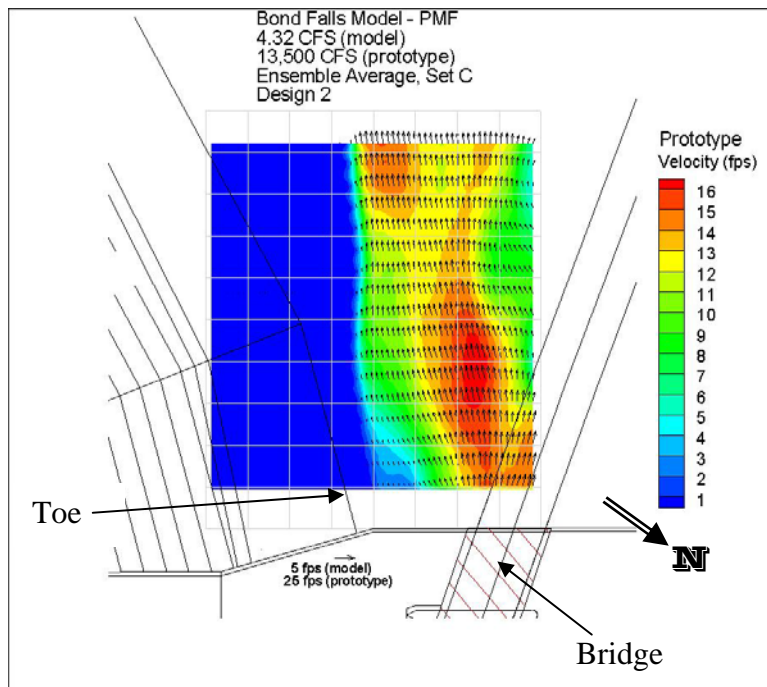 Bond Falls Model - PMF
4.32 CFS (model)
13,500 CFS (prototype)
Ensemble Average, Set C
Design 2
Prototype
Velocity (fps)
16
15
14
13
12
11
10
9
8
7
6
5
4
3
2
1
Toe
N
5 fps (model)
25 fps (prototype)
Bridge